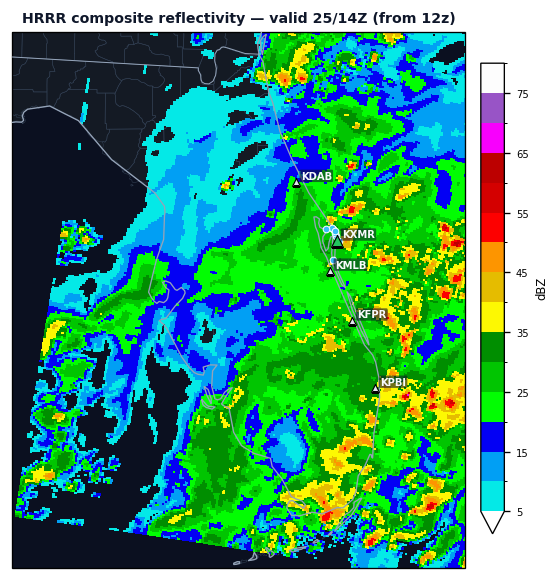 HRRR composite reflectivity — valid 25/14Z (from 12z)
KDAB
KXMR
KMLB
KFPR
KPBI
75
65
55
45
35
25
15
5
dBZ